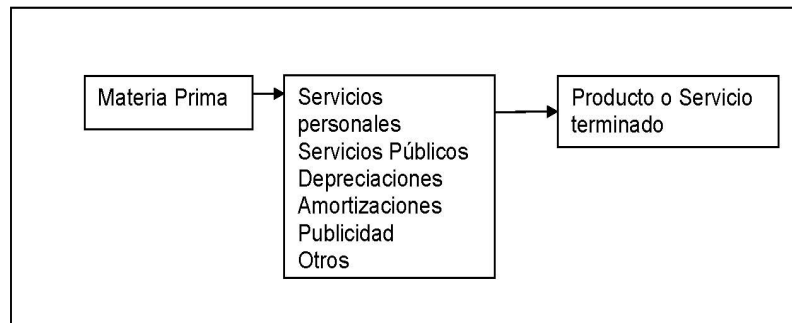 Materia Prima
Servicios
personales
Servicios Públicos
Depreciaciones
Amortizaciones
Publicidad
Otros
Producto o Servicio
terminado